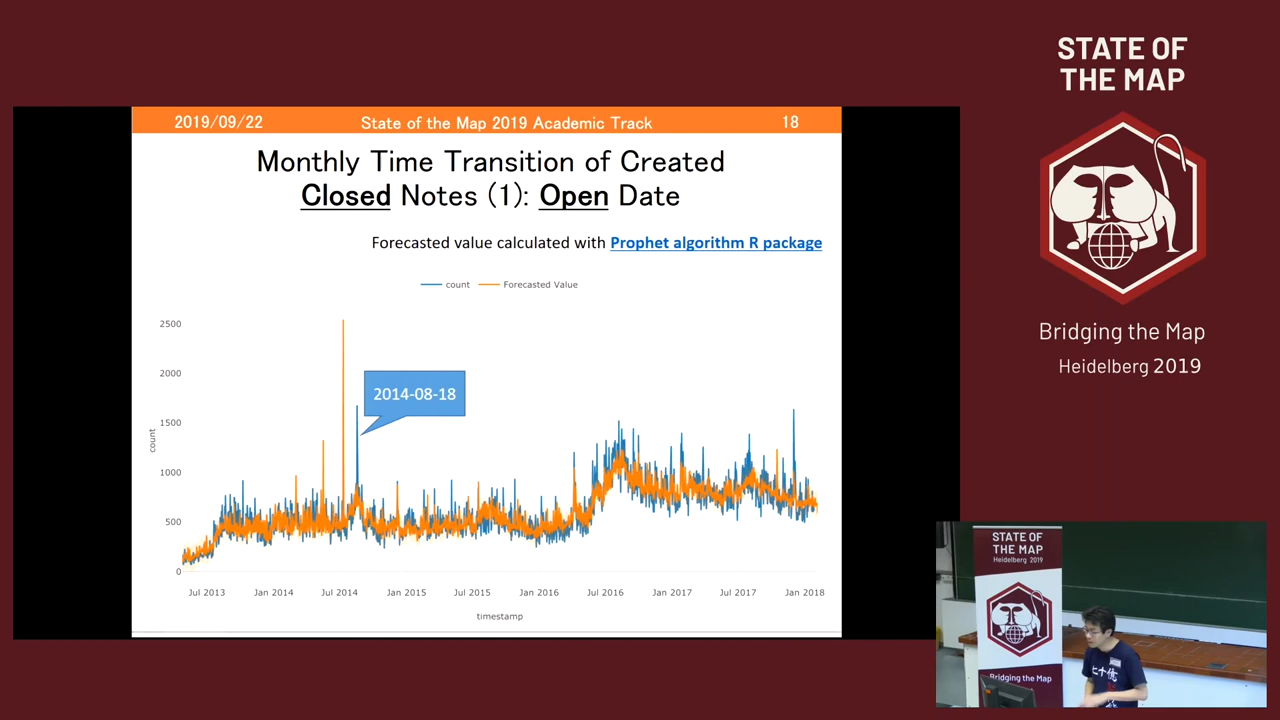 STATE OF
THE MAP
Bridging the Map
Heidelberg 2019
2019/09/22 State of the Map 2019 Academic Track 18
Monthly Time Transition of Created
Closed Notes (1): Open Date
Forecasted value calculated with Prophet algorithm R package
count Forecasted Value
2500
2000
1500
1000
500
0
count
2014-08-18
Jul 2013 Jan 2014 Jul 2014 Jan 2015 Jul 2015 Jan 2016 Jul 2016 Jan 2017 Jul 2017 Jan 2018
timestamp
STATE OF
THE MAP
Heidelberg 2019
Bridging the Map
七十億